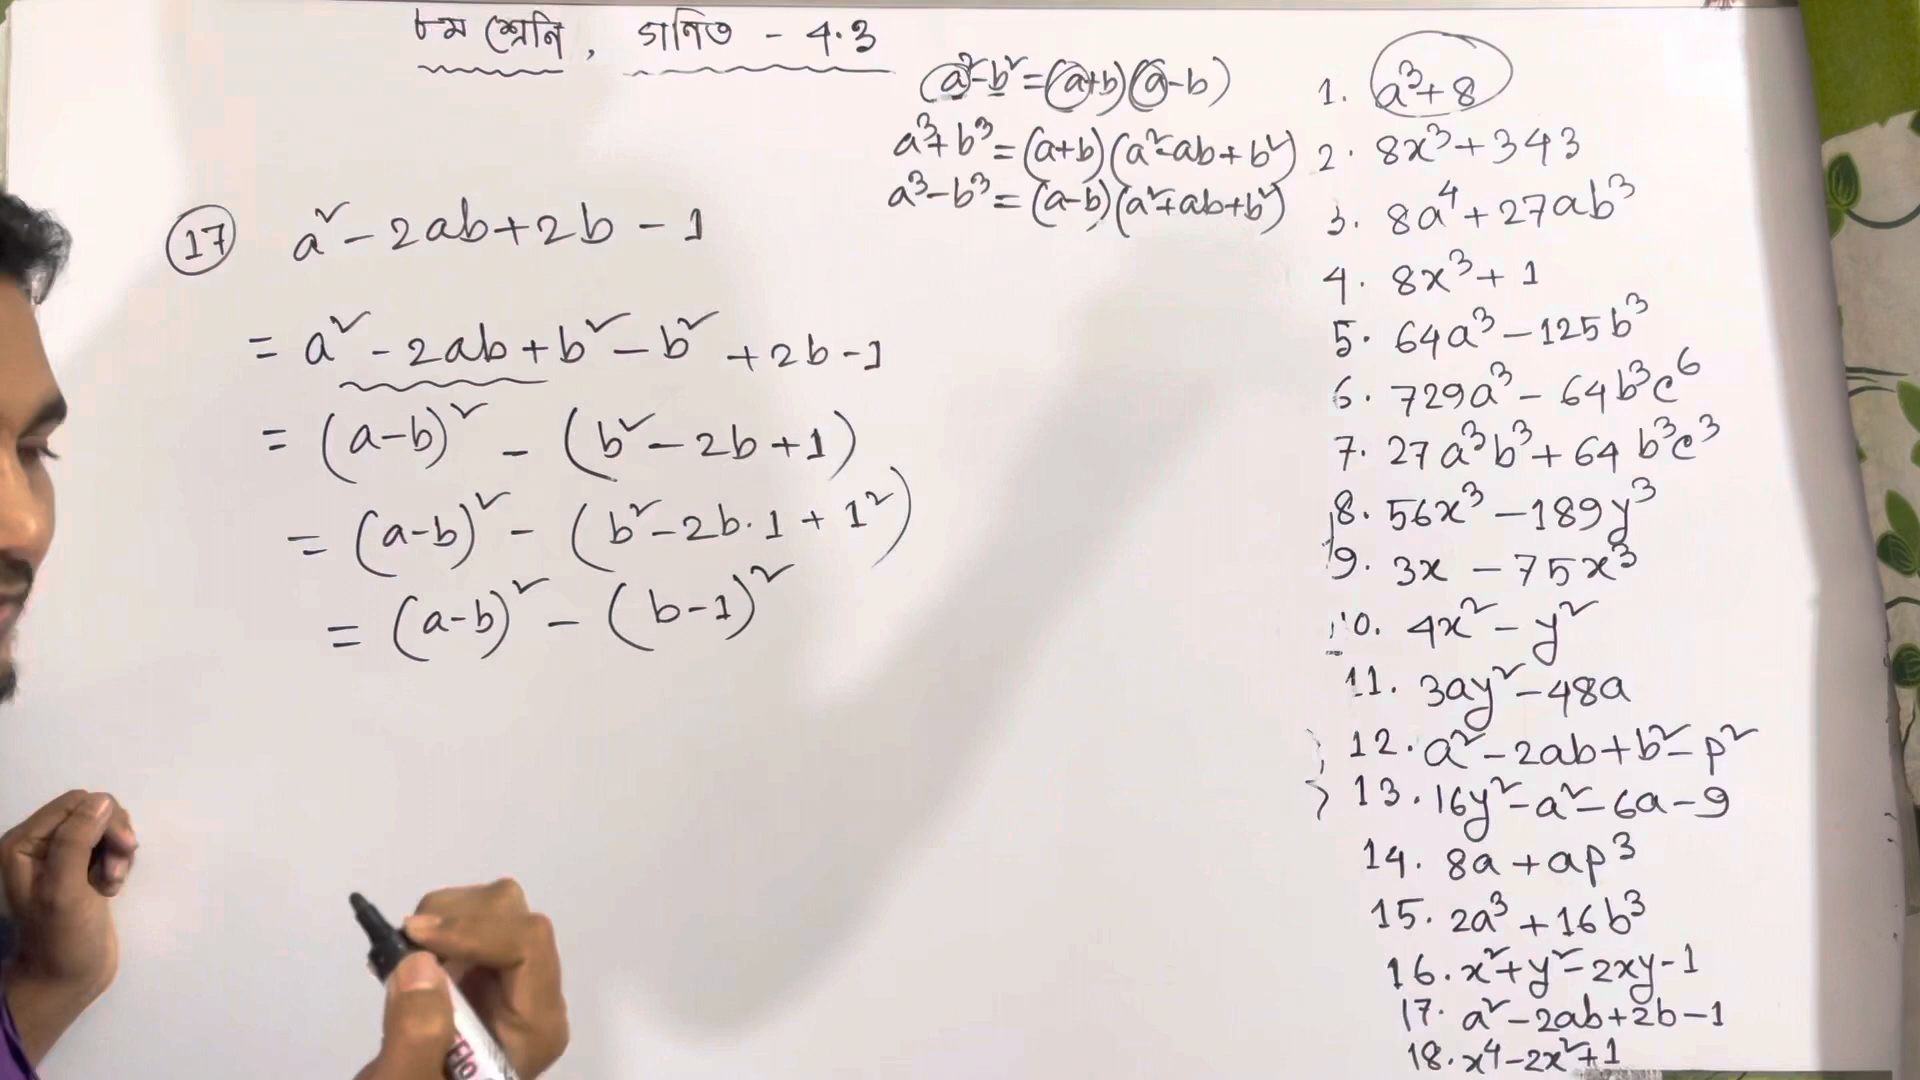 ৮ম শ্রেনি, গনিত - 4.3
a²-b²=(a+b)(a-b)
a³+b³=(a+b)(a²-ab+b²)
a³-b³=(a-b)(a²+ab+b²)
17 a²-2ab+2b-1
= a²-2ab+b²-b²+2b-1
= (a-b)²-(b²-2b+1)
= (a-b)²-(b²-2b.1+1²)
= (a-b)²-(b-1)²
1. a³+8
2. 8x³+343
3. 8a⁴+27ab³
4. 8x³+1
5. 64a³-125b³
6. 729a³-64b³c⁶
7. 27a³b³+64b³c³
8. 56x³-189y³
9. 3x-75x³
10. 4x²-y²
11. 3ay²-48a
12. a²-2ab+b²-p²
13. 16y²-a²-6a-9
14. 8a+ap³
15. 2a³+16b³
16. x²+y²-2xy-1
17. a²-2ab+2b-1
18. x⁴-2x²+1